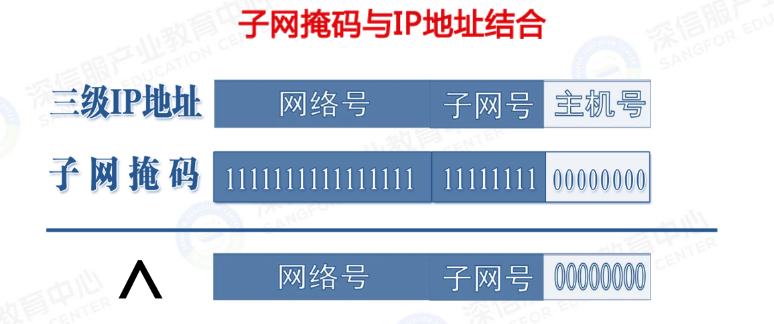 子网掩码与IP地址结合
三级IP地址 网络号 子网号 主机号
子网掩码 1111111111111111 11111111 00000000
∧ 网络号 子网号 00000000
深信服产业教育中心
SANGFOR EDUCATION CENTER